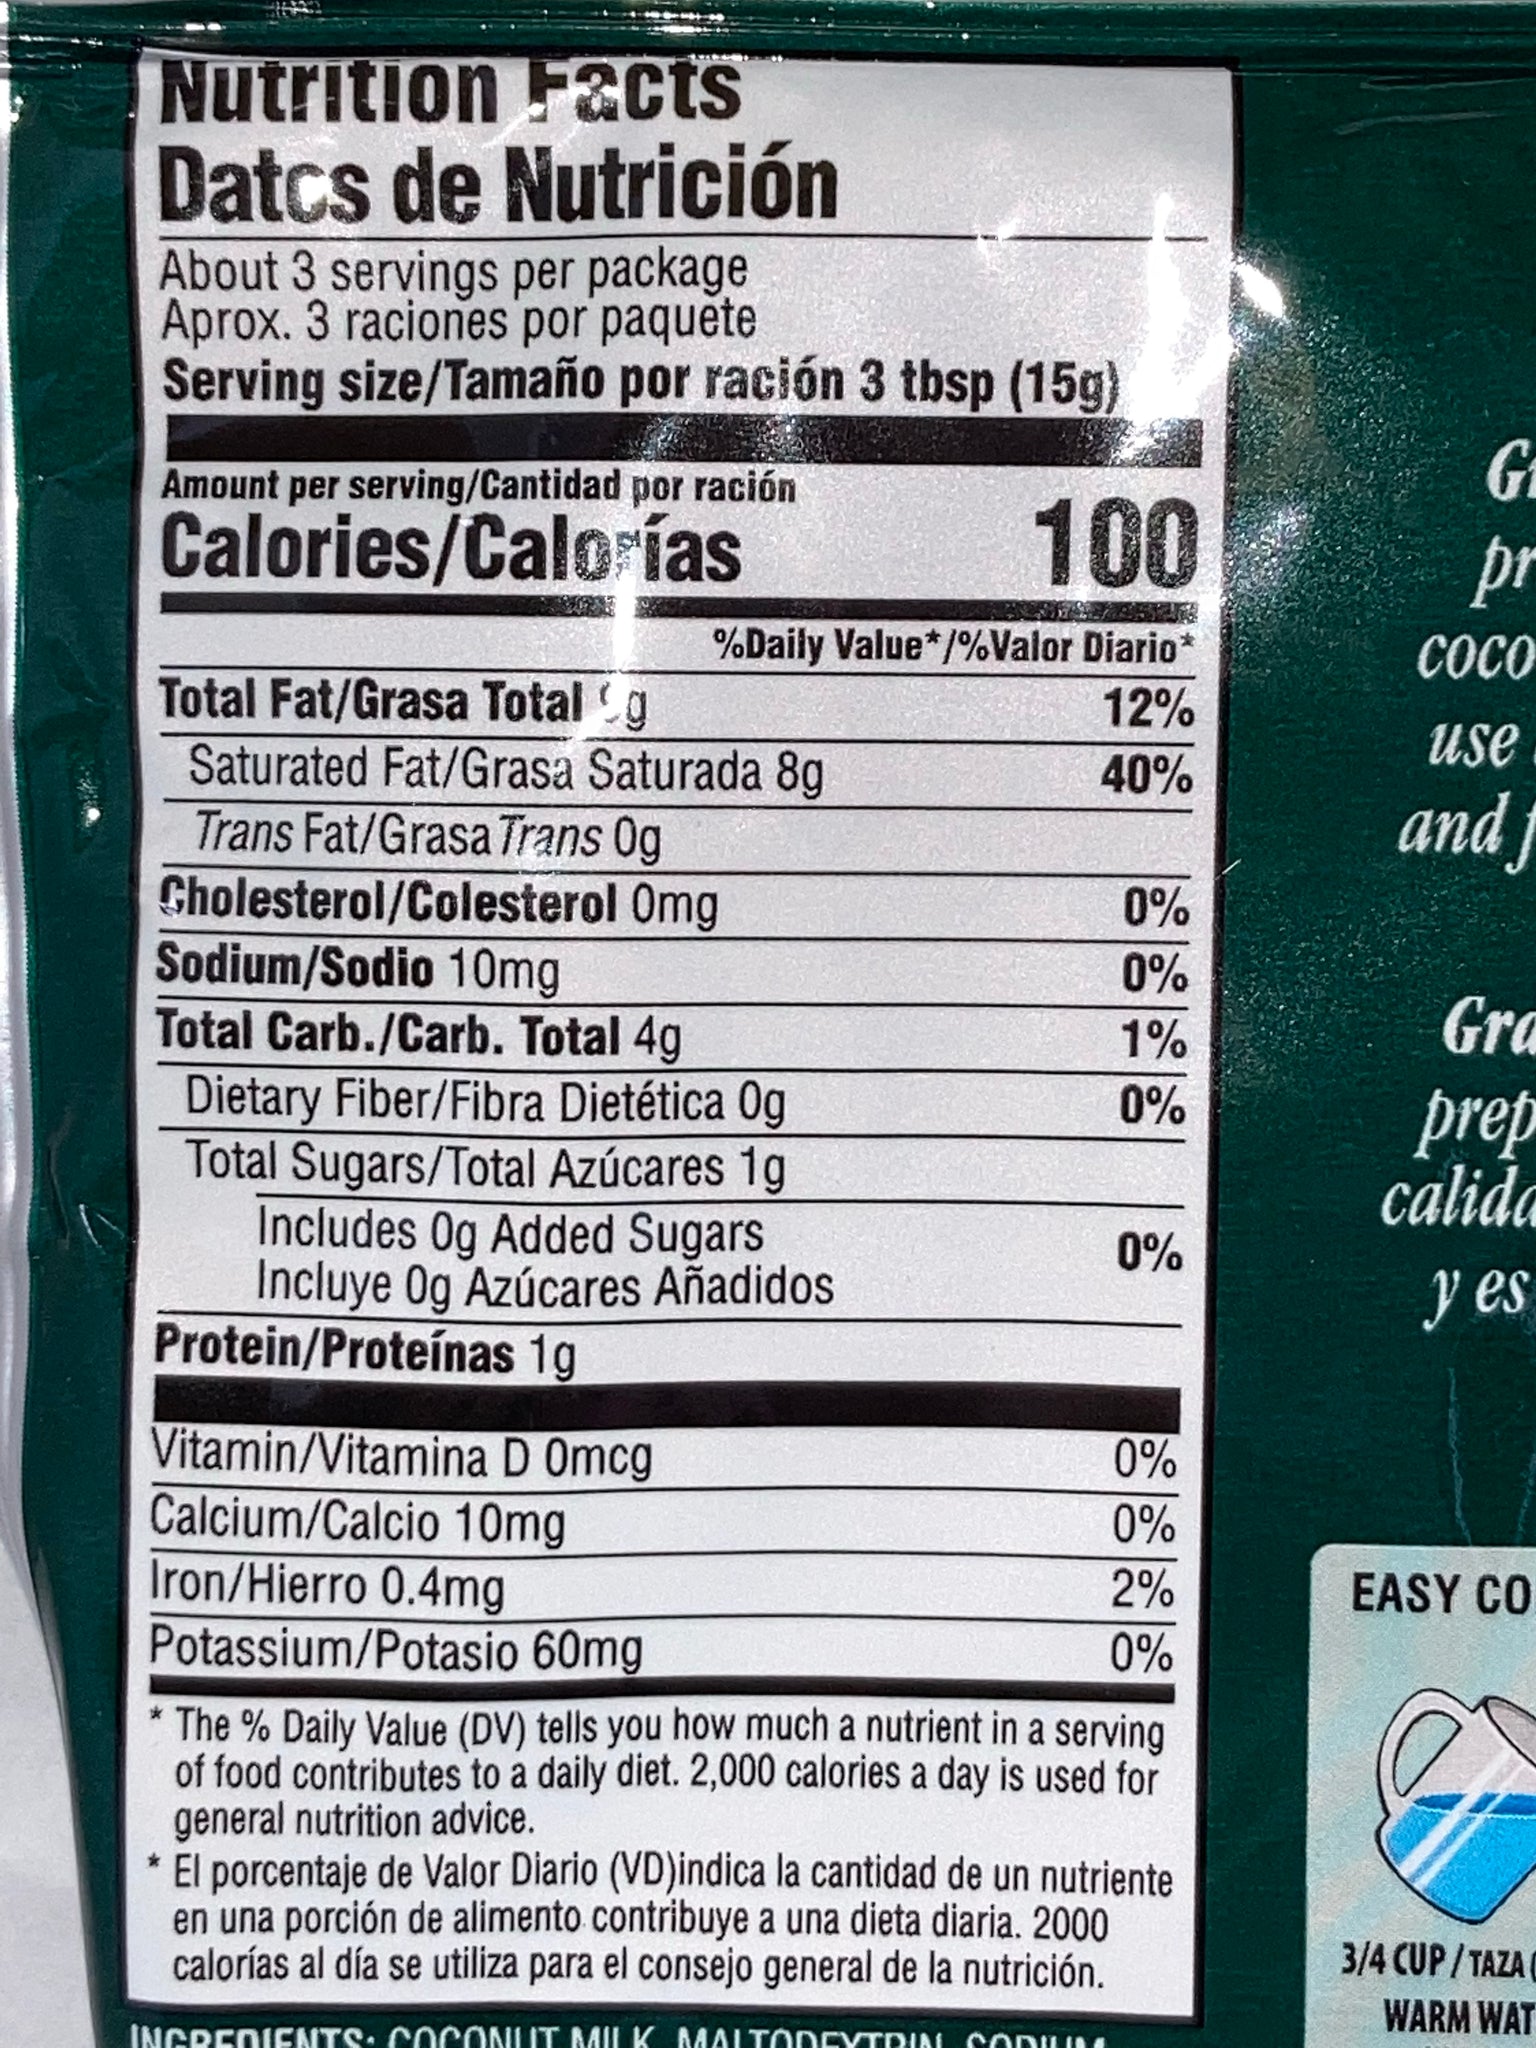 Nutrition Facts
Datos de Nutrición
About 3 servings per package
Aprox. 3 raciones por paquete
Serving size/Tamaño por ración 3 tbsp (15g)
Amount per serving/Cantidad por ración
Calories/Calorías 100
%Daily Value*/%Valor Diario*
Total Fat/Grasa Total 9g 12%
Saturated Fat/Grasa Saturada 8g 40%
Trans Fat/Grasa Trans 0g
Cholesterol/Colesterol 0mg 0%
Sodium/Sodio 10mg 0%
Total Carb./Carb. Total 4g 1%
Dietary Fiber/Fibra Dietética 0g 0%
Total Sugars/Total Azúcares 1g
Includes 0g Added Sugars 0%
Incluye 0g Azúcares Añadidos
Protein/Proteínas 1g
Vitamin/Vitamina D 0mcg 0%
Calcium/Calcio 10mg 0%
Iron/Hierro 0.4mg 2%
Potassium/Potasio 60mg 0%
* The % Daily Value (DV) tells you how much a nutrient in a serving
of food contributes to a daily diet. 2,000 calories a day is used for
general nutrition advice.
* El porcentaje de Valor Diario (VD)indica la cantidad de un nutriente
en una porción de alimento contribuye a una dieta diaria. 2000
calorías al día se utiliza para el consejo general de la nutrición.
INGREDIENTS: COCONUT MILK, MALTODEXTRIN, SODIUM
coco
use
and
y es
EASY CO
3/4 CUP / TAZA (
WARM WAT